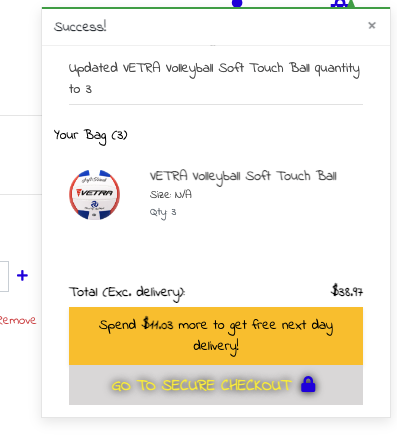 Success!
×
Updated VETRA Volleyball Soft Touch Ball quantity
to 3
Your Bag (3)
VETRA Volleyball Soft Touch Ball
Size: N/A
Qty: 3
Soft Touch
VETRA
Total (Exc. delivery):
$38.97
+
Remove
Spend $11.03 more to get free next day
delivery!
GO TO SECURE CHECKOUT